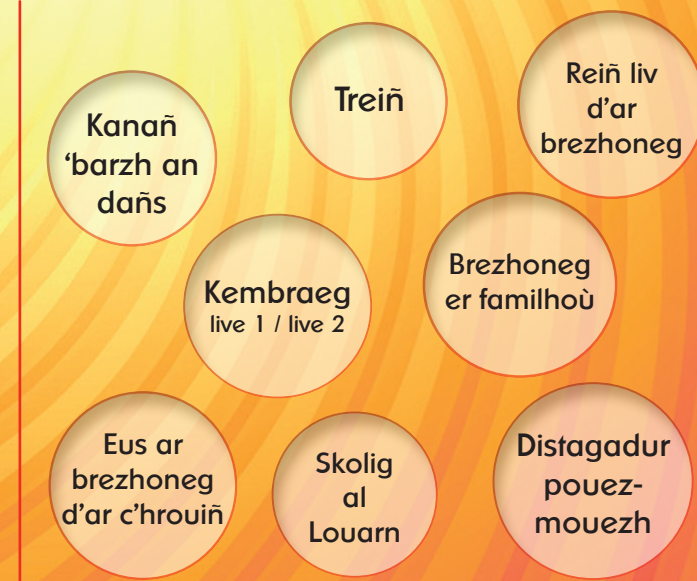 Kanañ
‘barzh an
dañs
Treiñ
Reiñ liv
d’ar
brezhoneg
Kembraeg
live 1 / live 2
Brezhoneg
er familhoù
Eus ar
brezhoneg
d’ar c’hrouiñ
Skolig
al
Louarn
Distagadur
pouez-
mouezh